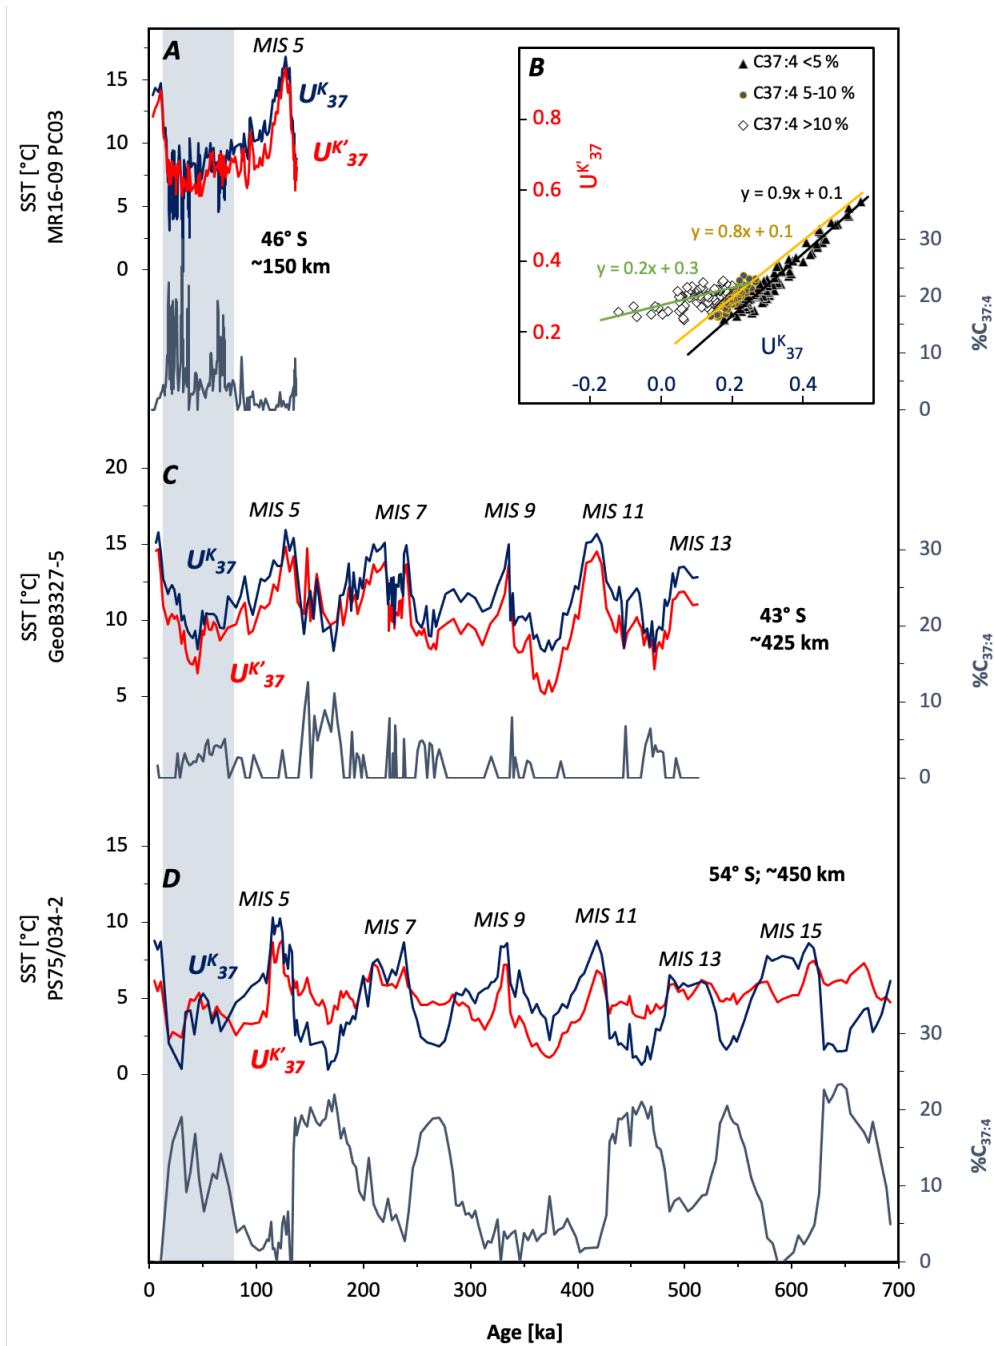 A
MIS 5
U^K_37
U^K'_37
SST [°C]
MR16-09 PC03
15
10
5
0
46° S
~150 km
B
C37:4 <5 %
C37:4 5-10 %
C37:4 >10 %
U^K'_37
0.8
0.6
0.4
0.2
y = 0.9x + 0.1
y = 0.8x + 0.1
y = 0.2x + 0.3
U^K_37
-0.2 0.0 0.2 0.4
30
20
10
0
%C37:4
C
20
15
10
5
SST [°C]
GeoB3327-5
MIS 5 MIS 7 MIS 9 MIS 11
MIS 13
U^K_37
U^K'_37
43° S
~425 km
30
20
10
0
%C37:4
D
15
10
5
0
SST [°C]
PS75/034-2
54° S; ~450 km
MIS 5
MIS 7
MIS 9
MIS 11
MIS 13
MIS 15
U^K_37
U^K'_37
30
20
10
0
%C37:4
0 100 200 300 400 500 600 700
Age [ka]